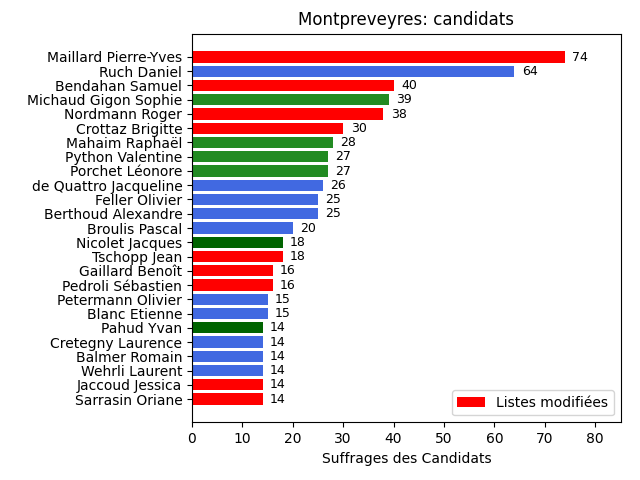 Montpreveyres: candidats
Maillard Pierre-Yves 74
Ruch Daniel 64
Bendahan Samuel 40
Michaud Gigon Sophie 39
Nordmann Roger 38
Crottaz Brigitte 30
Mahaim Raphaël 28
Python Valentine 27
Porchet Léonore 27
de Quattro Jacqueline 26
Feller Olivier 25
Berthoud Alexandre 25
Broulis Pascal 20
Nicolet Jacques 18
Tschopp Jean 18
Gaillard Benoît 16
Pedroli Sébastien 16
Petermann Olivier 15
Blanc Etienne 15
Pahud Yvan 14
Cretegny Laurence 14
Balmer Romain 14
Wehrli Laurent 14
Jaccoud Jessica 14
Sarrasin Oriane 14
Listes modifiées
0 10 20 30 40 50 60 70 80
Suffrages des Candidats